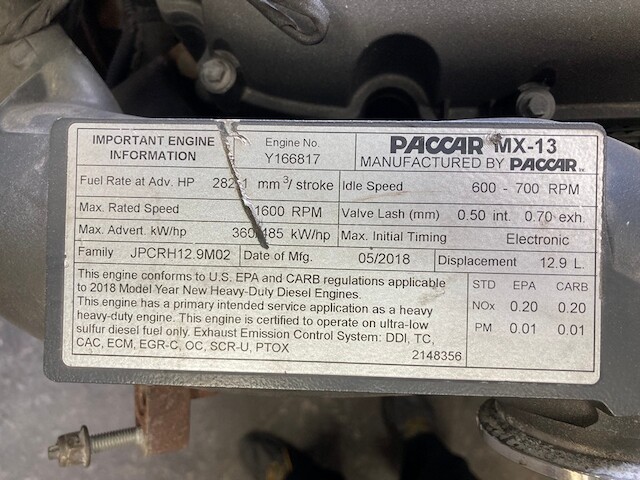 IMPORTANT ENGINE INFORMATION
Engine No. Y166817
PACCAR MX-13
MANUFACTURED BY PACCAR
Fuel Rate at Adv. HP mm³/ stroke
Idle Speed 600 - 700 RPM
Max. Rated Speed 1600 RPM
Valve Lash (mm) 0.50 int. 0.70 exh.
Max. Advert. kW/hp 360/485 kW/hp
Max. Initial Timing Electronic
Family JPCRH12.9M02
Date of Mfg. 05/2018
Displacement 12.9 L.
This engine conforms to U.S. EPA and CARB regulations applicable
to 2018 Model Year New Heavy-Duty Diesel Engines.
This engine has a primary intended service application as a heavy
heavy-duty engine. This engine is certified to operate on ultra-low
sulfur diesel fuel only. Exhaust Emission Control System: DDI, TC,
CAC, ECM, EGR-C, OC, SCR-U, PTOX
2148356
STD EPA CARB
NOx 0.20 0.20
PM 0.01 0.01